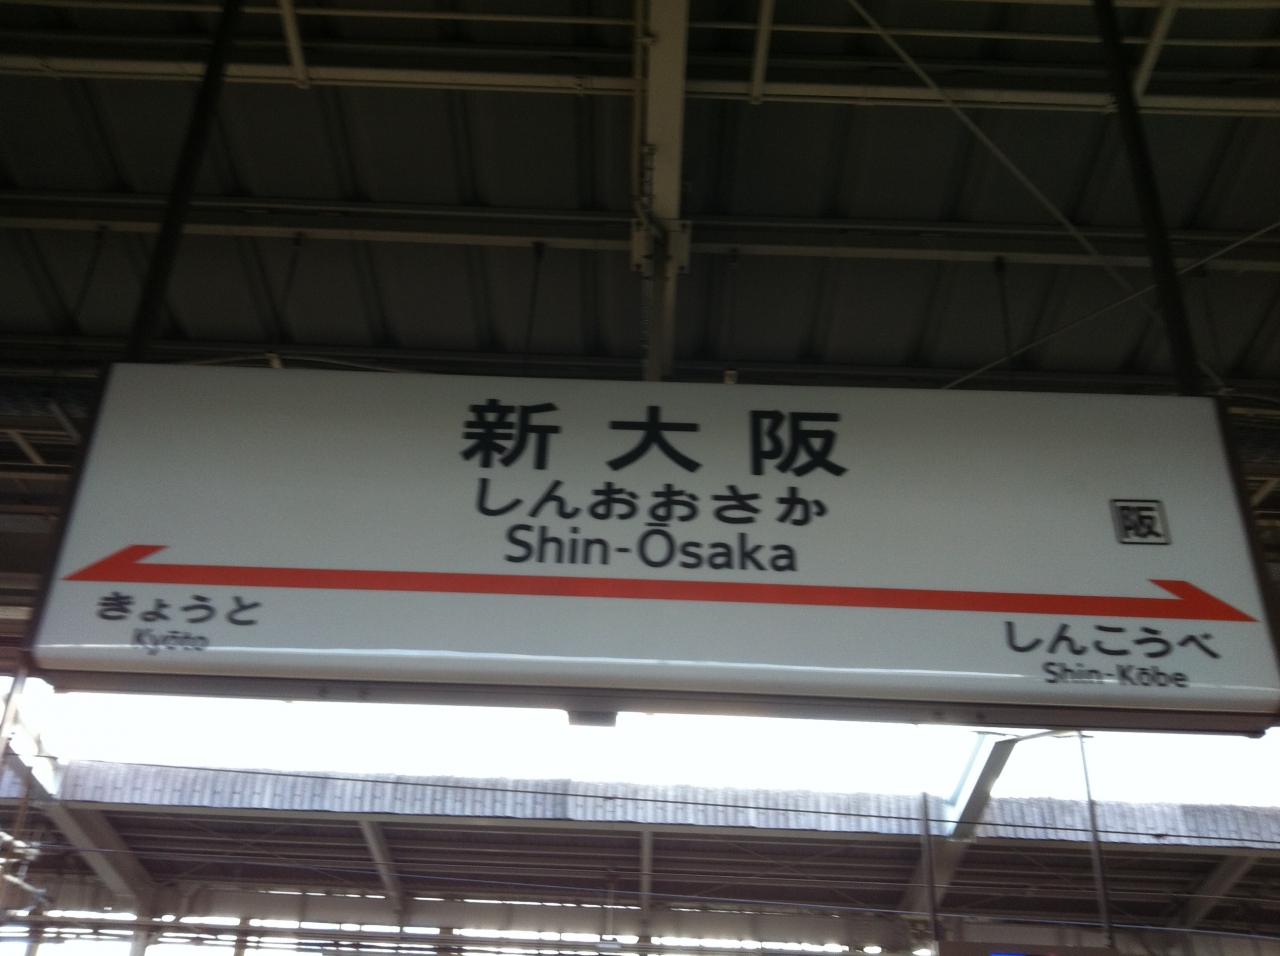 新大阪
しんおおさか
Shin-Ōsaka
阪
きょうと
Kyōto
しんこうべ
Shin-Kōbe